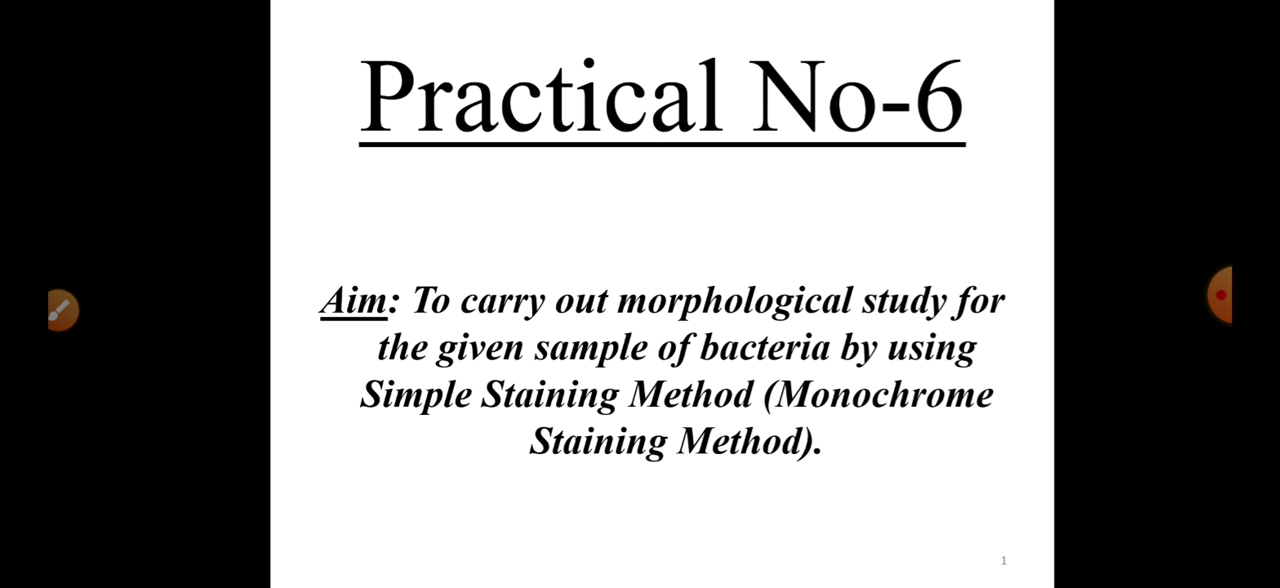 Practical No-6
Aim: To carry out morphological study for
the given sample of bacteria by using
Simple Staining Method (Monochrome
Staining Method).
1